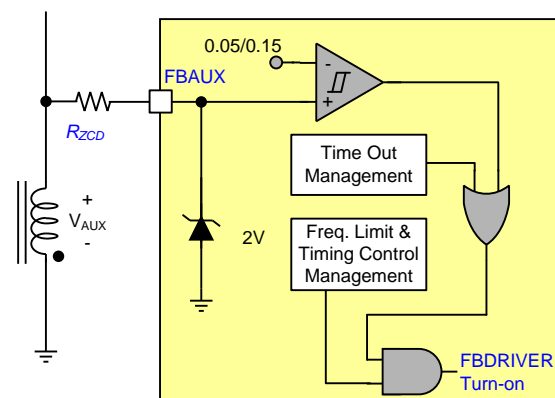 0.05/0.15
FBAUX
-
+
RZCD
Time Out
Management
+
VAUX
-
2V
Freq. Limit &
Timing Control
Management
FBDRIVER
Turn-on